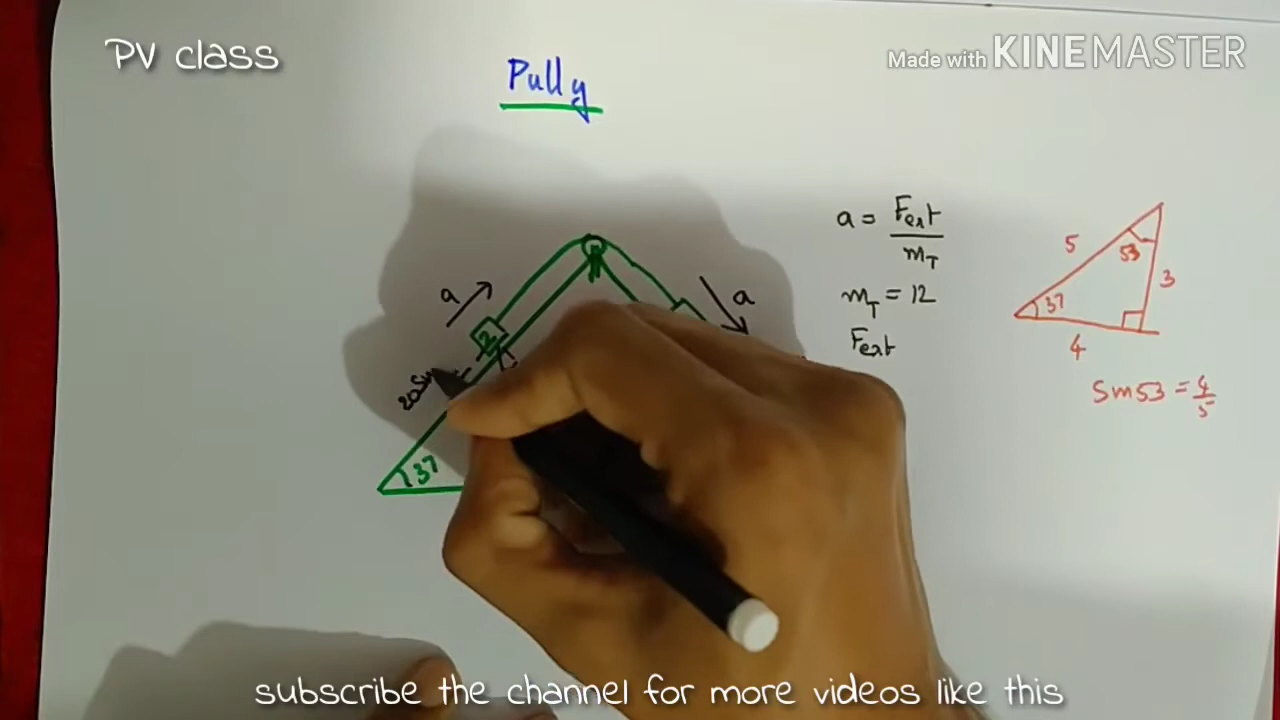 PV class
Made with KINEMASTER
Pully
a = Fext / mT
mT = 12
Fext
a
a
2
37
5
53
37
3
4
Sin53 = 4/5
subscribe the channel for more videos like this